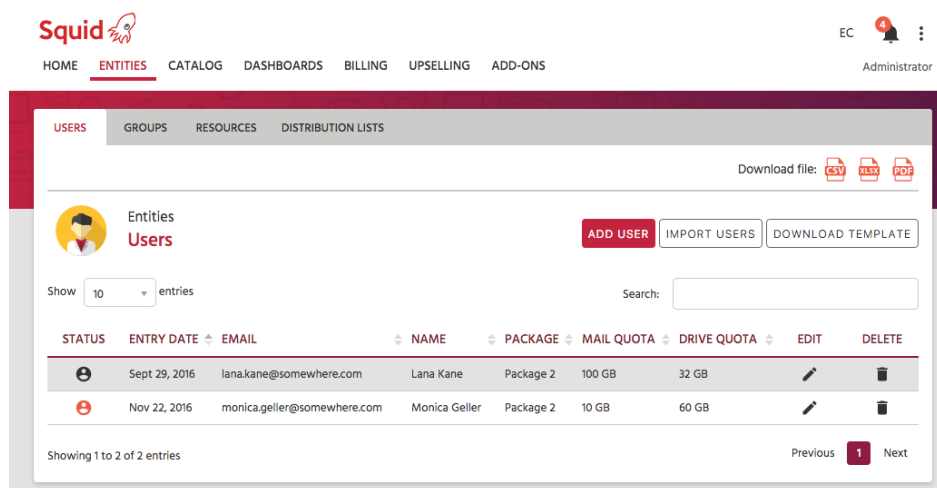 Squid
EC 4
HOME ENTITIES CATALOG DASHBOARDS BILLING UPSELLING ADD-ONS Administrator
USERS GROUPS RESOURCES DISTRIBUTION LISTS
Download file: CSV XLSX PDF
Entities
Users
ADD USER IMPORT USERS DOWNLOAD TEMPLATE
Show 10 entries Search:
STATUS ENTRY DATE EMAIL NAME PACKAGE MAIL QUOTA DRIVE QUOTA EDIT DELETE
Sept 29, 2016 lana.kane@somewhere.com Lana Kane Package 2 100 GB 32 GB
Nov 22, 2016 monica.geller@somewhere.com Monica Geller Package 2 10 GB 60 GB
Showing 1 to 2 of 2 entries Previous 1 Next